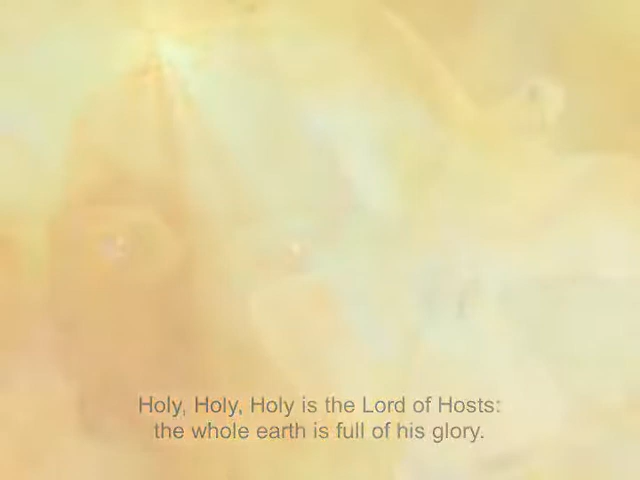 Holy, Holy, Holy is the Lord of Hosts:
the whole earth is full of his glory.